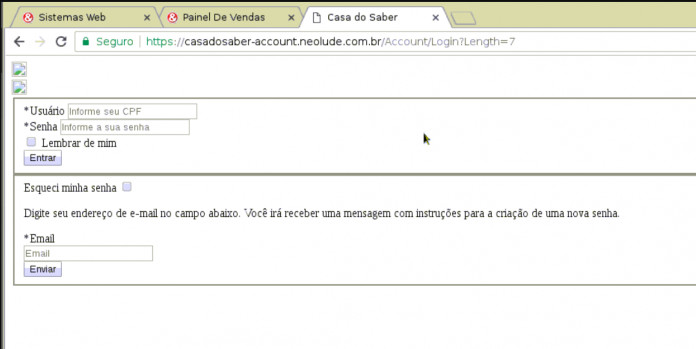 Sistemas Web
Painel De Vendas
Casa do Saber
Seguro
https://casadosaber-account.neolude.com.br/Account/Login?Length=7
*Usuário Informe seu CPF
*Senha Informe a sua senha
Lembrar de mim
Entrar
Esqueci minha senha
Digite seu endereço de e-mail no campo abaixo. Você irá receber uma mensagem com instruções para a criação de uma nova senha.
*Email
Email
Enviar